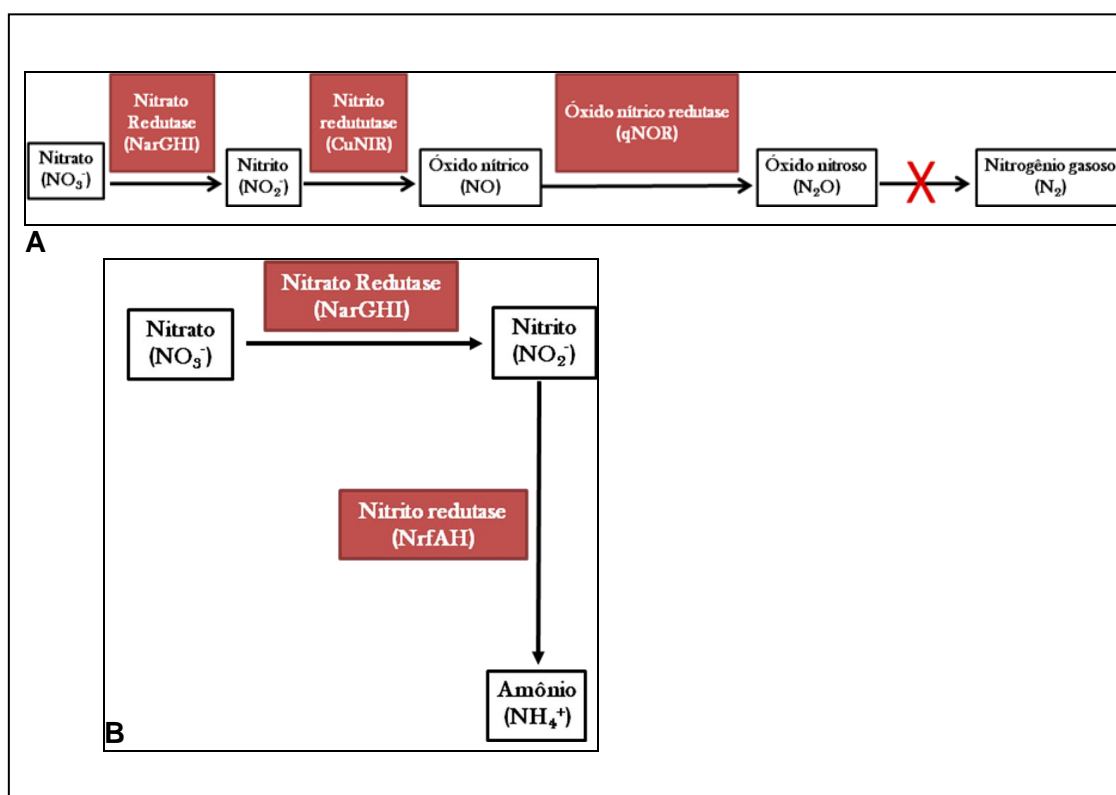 Nitrato
Redutase
(NarGHI)
Nitrito
redututase
(CuNIR)
Óxido nítrico redutase
(qNOR)
Nitrato
(NO₃⁻)
Nitrito
(NO₂⁻)
Óxido nítrico
(NO)
Óxido nitroso
(N₂O)
X
Nitrogênio gasoso
(N₂)
A
Nitrato Redutase
(NarGHI)
Nitrato
(NO₃⁻)
Nitrito
(NO₂⁻)
Nitrito redutase
(NrfAH)
Amônio
(NH₄⁺)
B